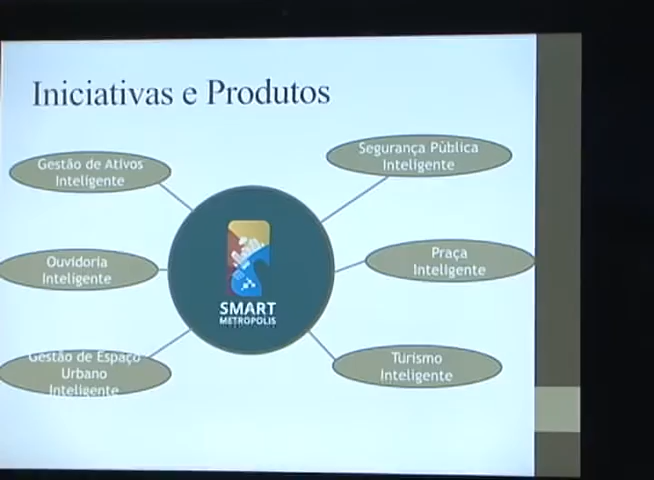 Iniciativas e Produtos
Gestão de Ativos
Inteligente
Segurança Pública
Inteligente
Ouvidoria
Inteligente
Praça
Inteligente
SMART
METROPOLIS
Gestão de Espaço
Urbano
Inteligente
Turismo
Inteligente